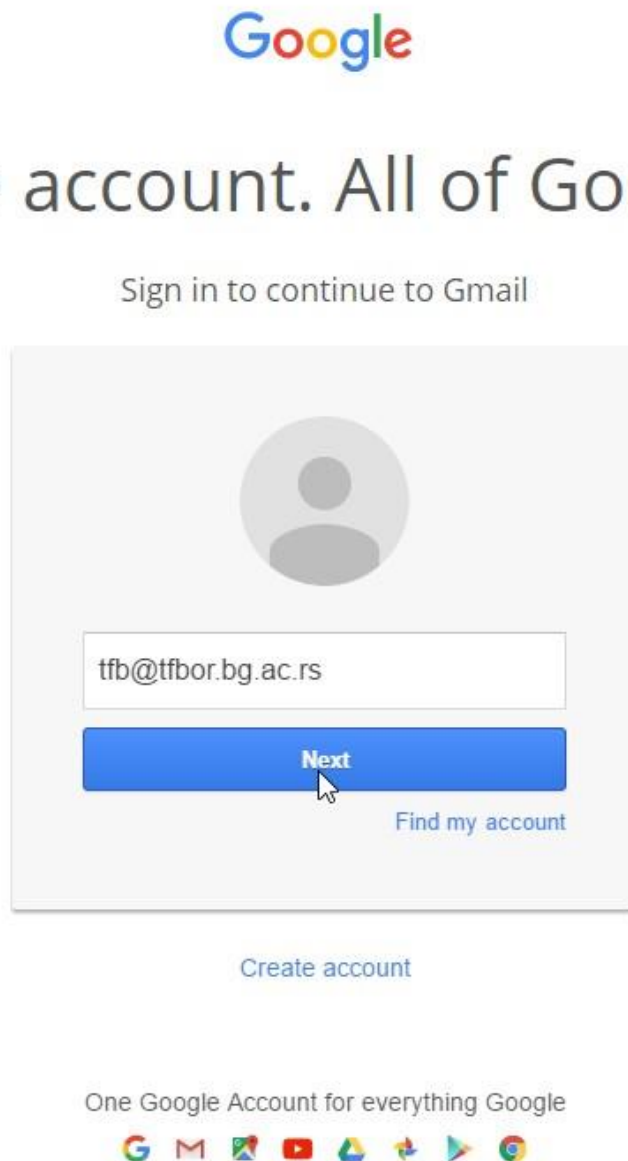 Google
account. All of Go
Sign in to continue to Gmail
tfb@tfbor.bg.ac.rs
Next
Find my account
Create account
One Google Account for everything Google